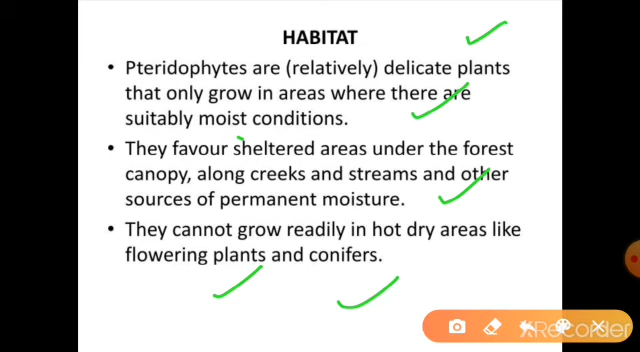 HABITAT
• Pteridophytes are (relatively) delicate plants
that only grow in areas where there are
suitably moist conditions.
• They favour sheltered areas under the forest
canopy, along creeks and streams and other
sources of permanent moisture.
• They cannot grow readily in hot dry areas like
flowering plants and conifers.
XRecorder